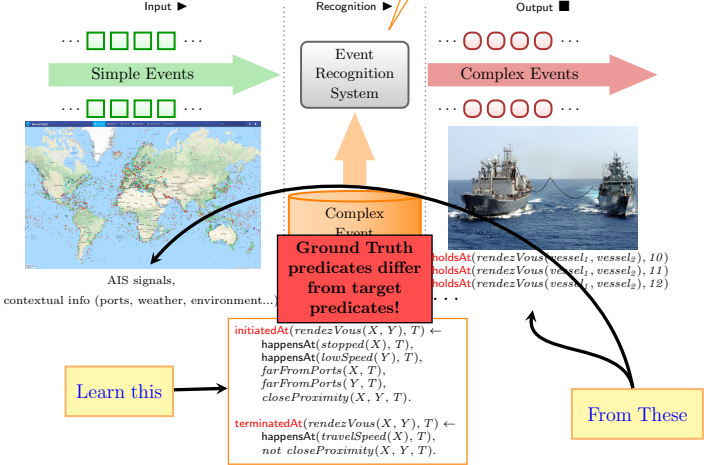 Input ▶
Recognition ▶
Output ■
... ...
Simple Events
... ...
Event
Recognition
System
... ...
Complex Events
... ...
Complex
Event
Ground Truth
predicates differ
from target
predicates!
AIS signals,
contextual info (ports, weather, environment...)
holdsAt(rendezVous(vessel1, vessel2), 10)
holdsAt(rendezVous(vessel1, vessel2), 11)
holdsAt(rendezVous(vessel1, vessel2), 12)
...
initiatedAt(rendezVous(X, Y), T) ←
happensAt(stopped(X), T),
happensAt(lowSpeed(Y), T),
farFromPorts(X, T),
farFromPorts(Y, T),
closeProximity(X, Y, T).
terminatedAt(rendezVous(X, Y), T) ←
happensAt(travelSpeed(X), T),
not closeProximity(X, Y, T).
Learn this
From These